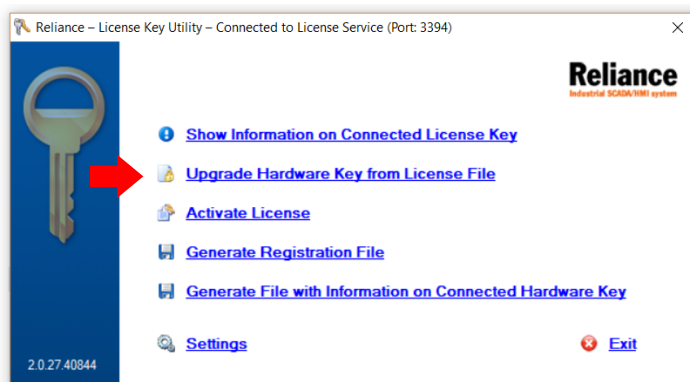 Reliance – License Key Utility – Connected to License Service (Port: 3394)
Reliance
Industrial SCADA/HMI system
Show Information on Connected License Key
Upgrade Hardware Key from License File
Activate License
Generate Registration File
Generate File with Information on Connected Hardware Key
Settings
Exit
2.0.27.40844